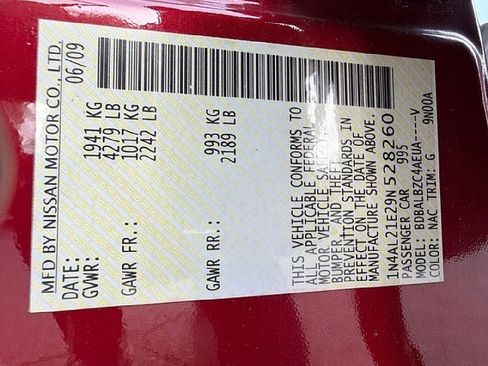 MFD BY NISSAN MOTOR CO., LTD.
DATE: 06/09
GVWR: 1941 KG
4279 LB
GAWR FR.: 1017 KG
2242 LB
GAWR RR.: 993 KG
2189 LB
THIS VEHICLE CONFORMS TO
ALL APPLICABLE FEDERAL
MOTOR VEHICLE SAFETY
BUMPER, AND THEFT
PREVENTION STANDARDS IN
EFFECT ON THE DATE OF
MANUFACTURE SHOWN ABOVE.
1N4AL21E29N528260
PASSENGER CAR 995
MODEL: BDBALBZC4AEUA----V
COLOR: NAC TRIM: G 9N00A